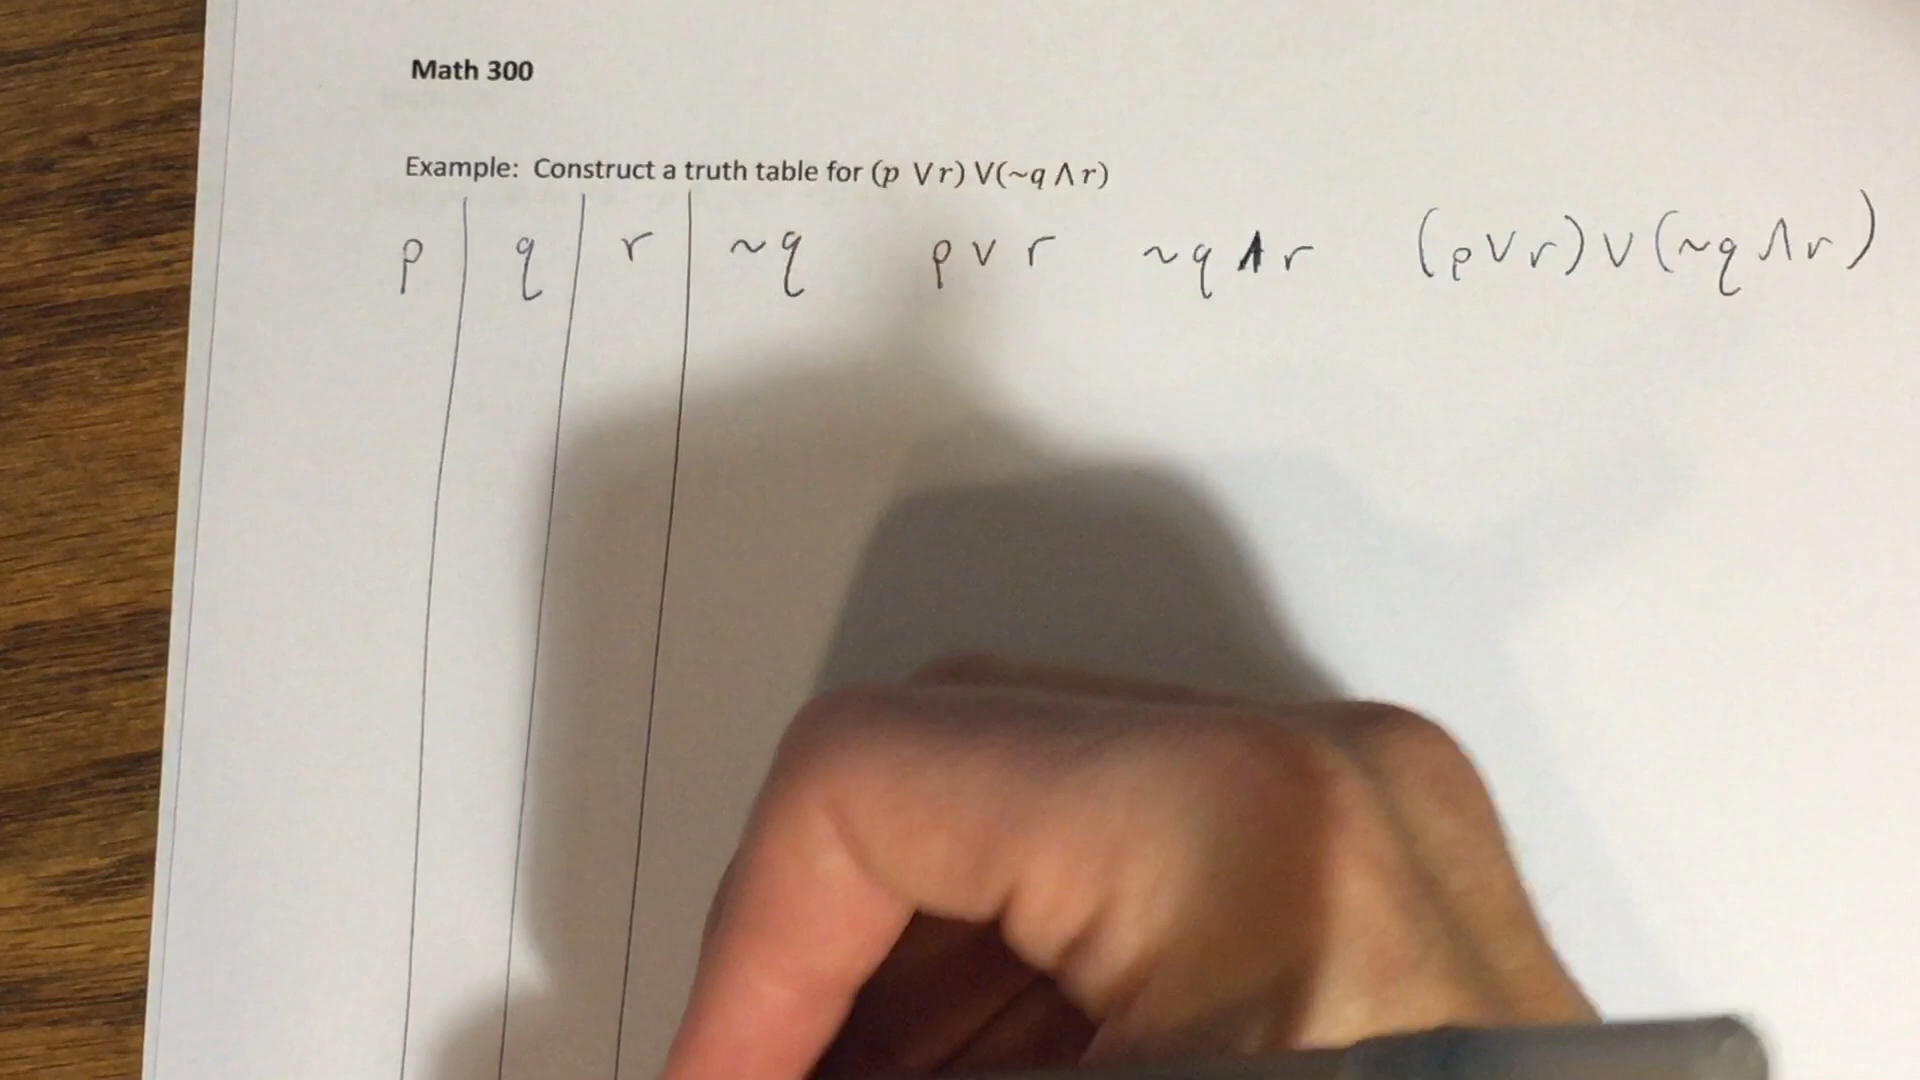 Math 300
Example: Construct a truth table for (p ∨ r) ∨(~q ∧ r)
p q r ~q p ∨ r ~q ∧ r (p ∨ r) ∨ (~q ∧ r)